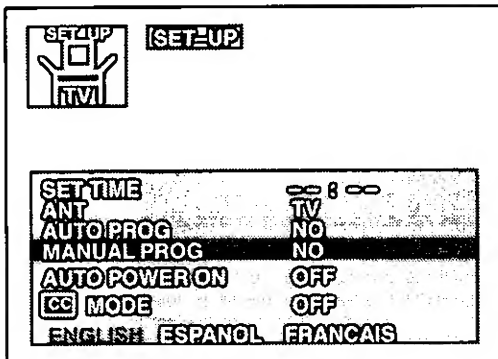 SET-UP [SET-UP]
TV
SET TIME -- : --
ANT TV
AUTO PROG NO
MANUAL PROG NO
AUTO POWER ON OFF
CC MODE OFF
ENGLISH ESPANOL FRANCAIS